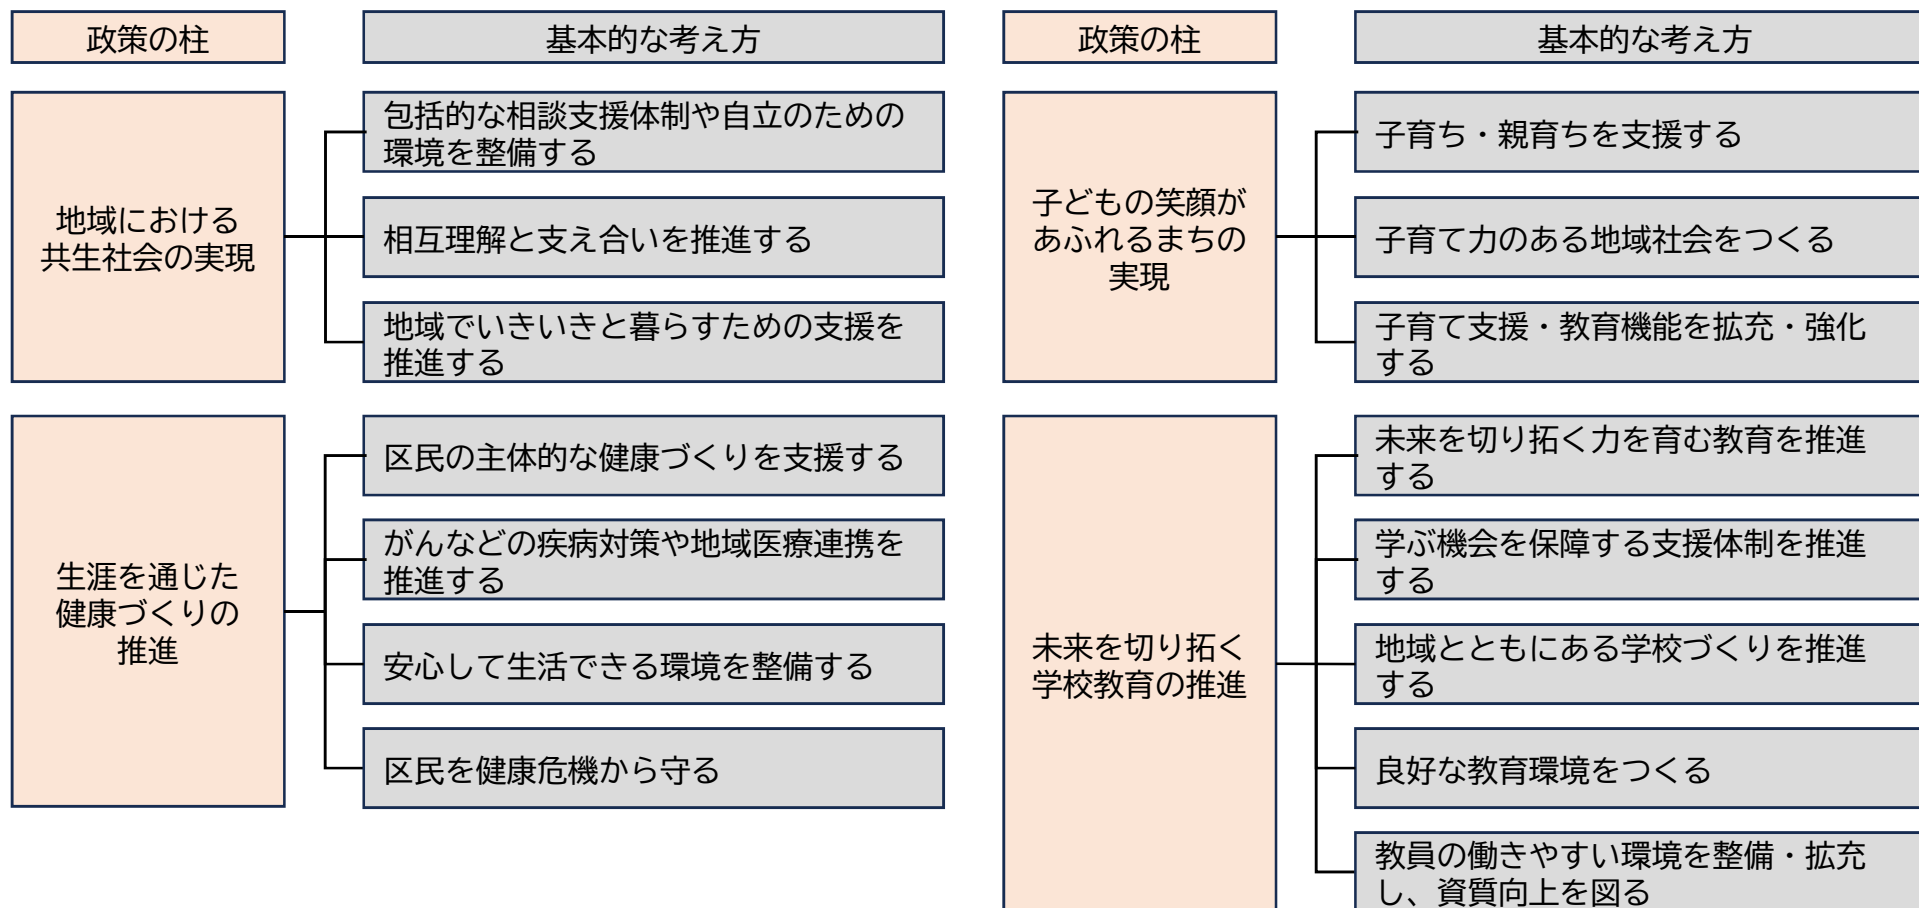 政策の柱
基本的な考え方
地域における
共生社会の実現
包括的な相談支援体制や自立のための
環境を整備する
相互理解と支え合いを推進する
地域でいきいきと暮らすための支援を
推進する
生涯を通じた
健康づくりの
推進
区民の主体的な健康づくりを支援する
がんなどの疾病対策や地域医療連携を
推進する
安心して生活できる環境を整備する
区民を健康危機から守る
政策の柱
基本的な考え方
子どもの笑顔が
あふれるまちの
実現
子育ち・親育ちを支援する
子育て力のある地域社会をつくる
子育て支援・教育機能を拡充・強化
する
未来を切り拓く
学校教育の推進
未来を切り拓く力を育む教育を推進
する
学ぶ機会を保障する支援体制を推進
する
地域とともにある学校づくりを推進
する
良好な教育環境をつくる
教員の働きやすい環境を整備・拡充
し、資質向上を図る